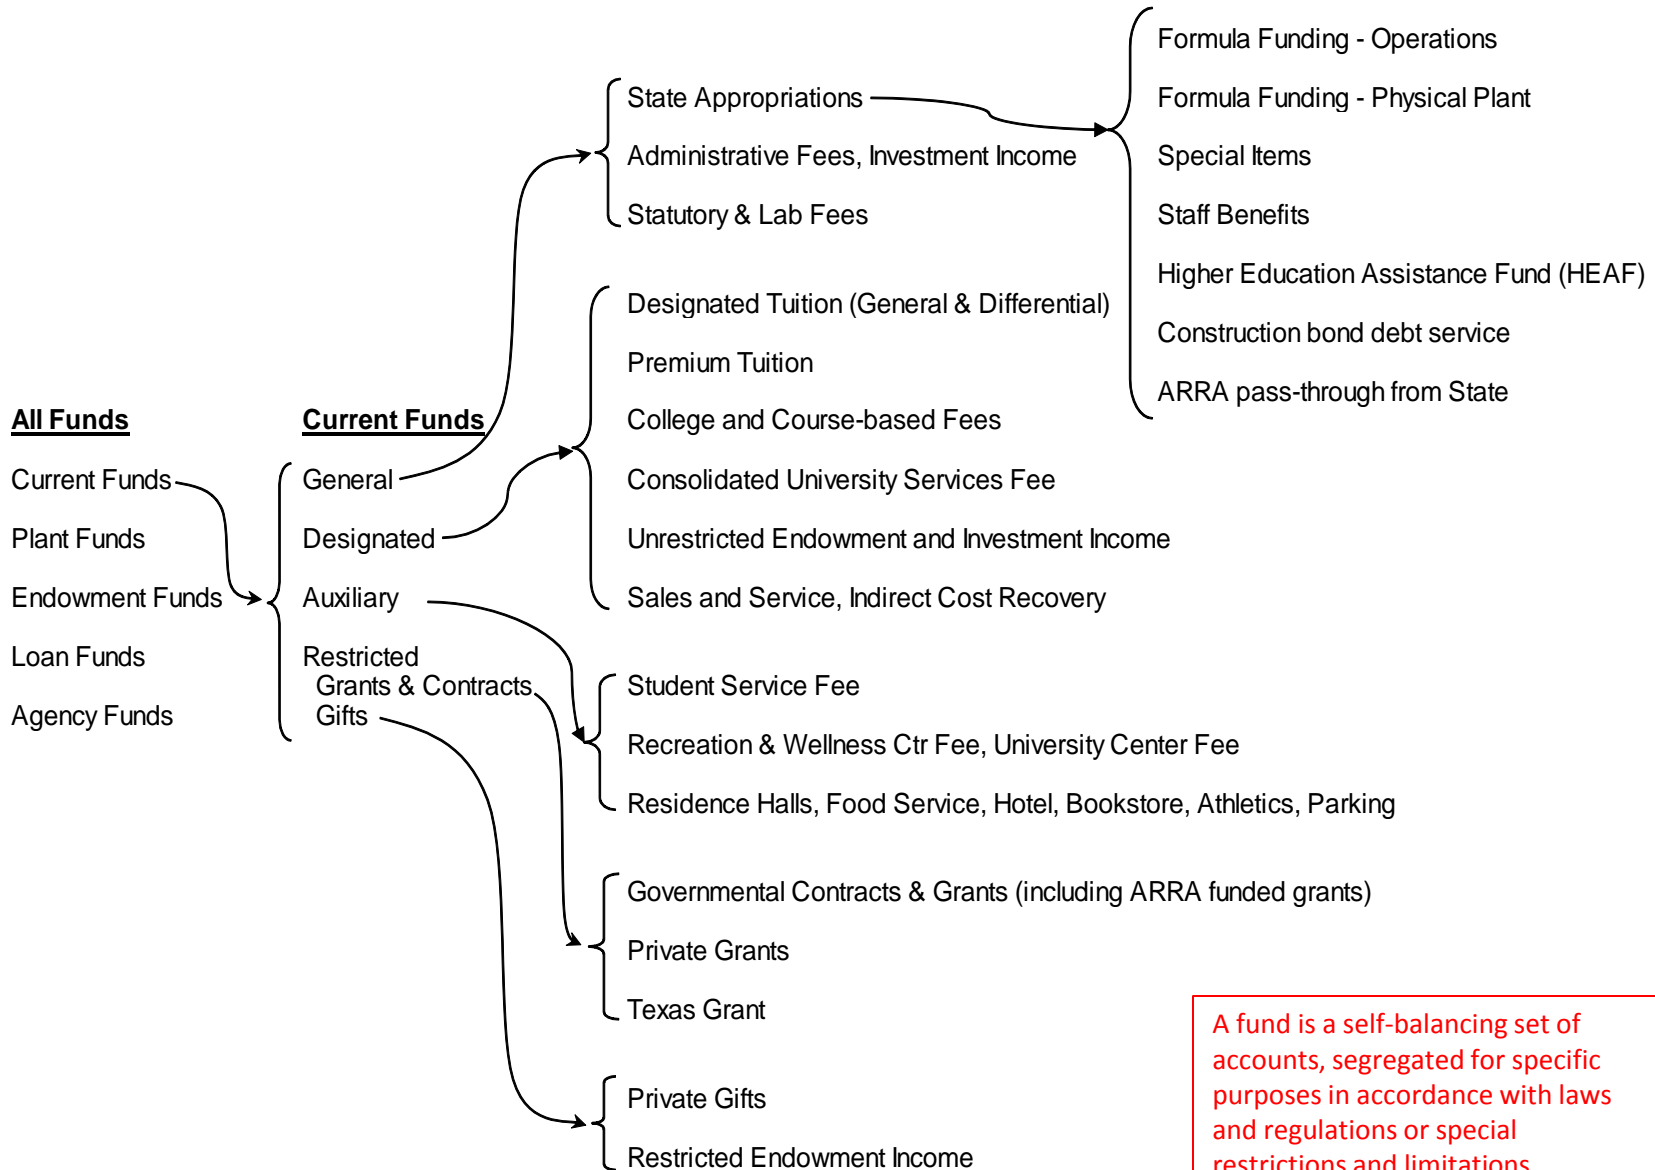 All Funds
Current Funds
Plant Funds
Endowment Funds
Loan Funds
Agency Funds
Current Funds
General
Designated
Auxiliary
Restricted
Grants & Contracts
Gifts
State Appropriations
Administrative Fees, Investment Income
Statutory & Lab Fees
Designated Tuition (General & Differential)
Premium Tuition
College and Course-based Fees
Consolidated University Services Fee
Unrestricted Endowment and Investment Income
Sales and Service, Indirect Cost Recovery
Student Service Fee
Recreation & Wellness Ctr Fee, University Center Fee
Residence Halls, Food Service, Hotel, Bookstore, Athletics, Parking
Governmental Contracts & Grants (including ARRA funded grants)
Private Grants
Texas Grant
Private Gifts
Restricted Endowment Income
Formula Funding - Operations
Formula Funding - Physical Plant
Special Items
Staff Benefits
Higher Education Assistance Fund (HEAF)
Construction bond debt service
ARRA pass-through from State
A fund is a self-balancing set of
accounts, segregated for specific
purposes in accordance with laws
and regulations or special
restrictions and limitations